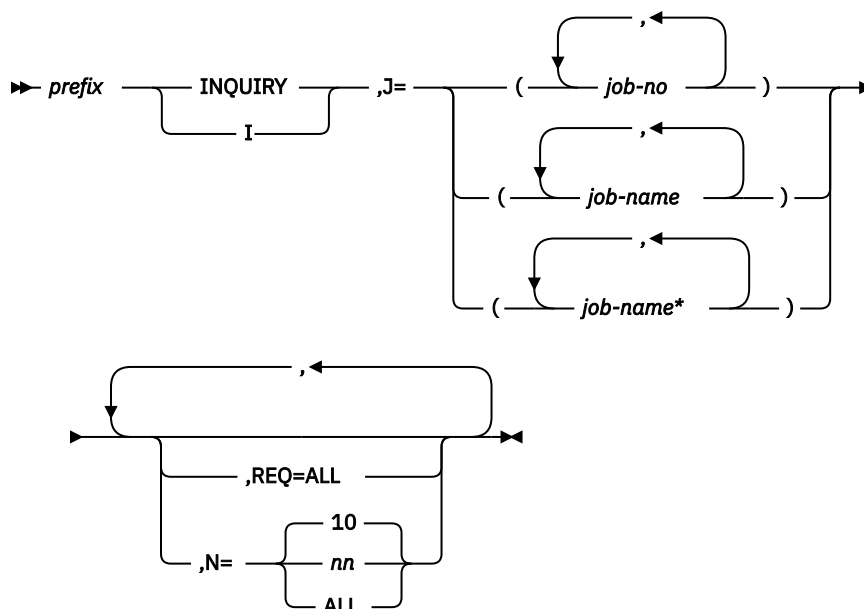 ,
prefix INQUIRY ,J= ( job-no )
I
,
( job-name )
,
( job-name* )
,
,REQ=ALL
10
,N= nn
ALL